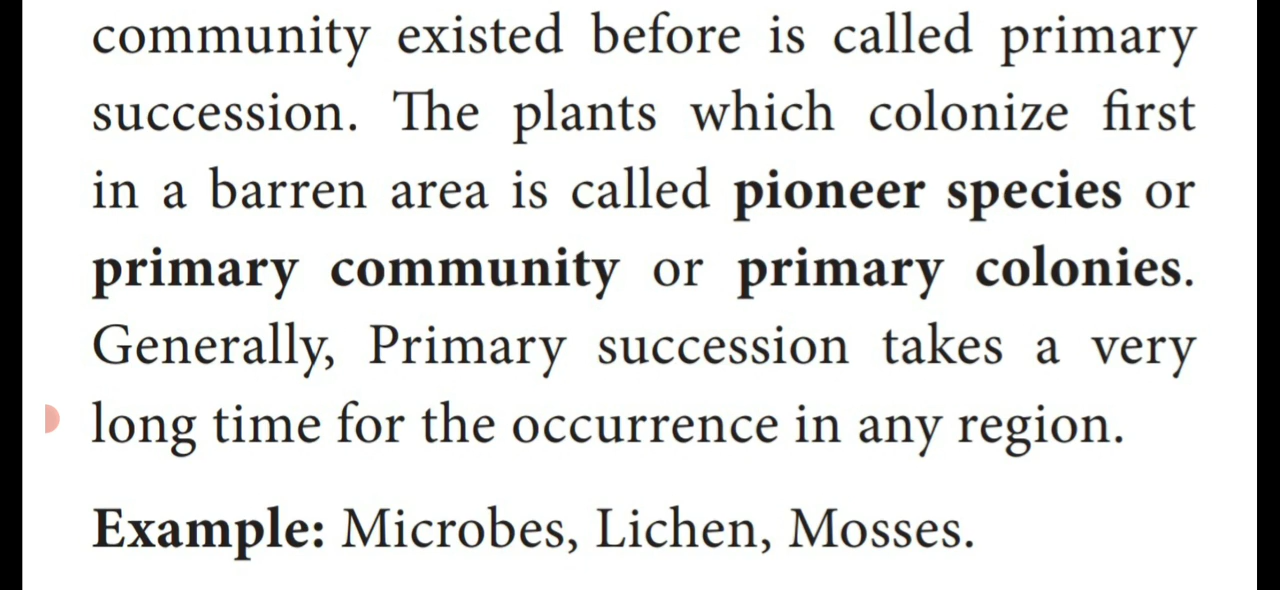 community existed before is called primary
succession. The plants which colonize first
in a barren area is called pioneer species or
primary community or primary colonies.
Generally, Primary succession takes a very
long time for the occurrence in any region.
Example: Microbes, Lichen, Mosses.